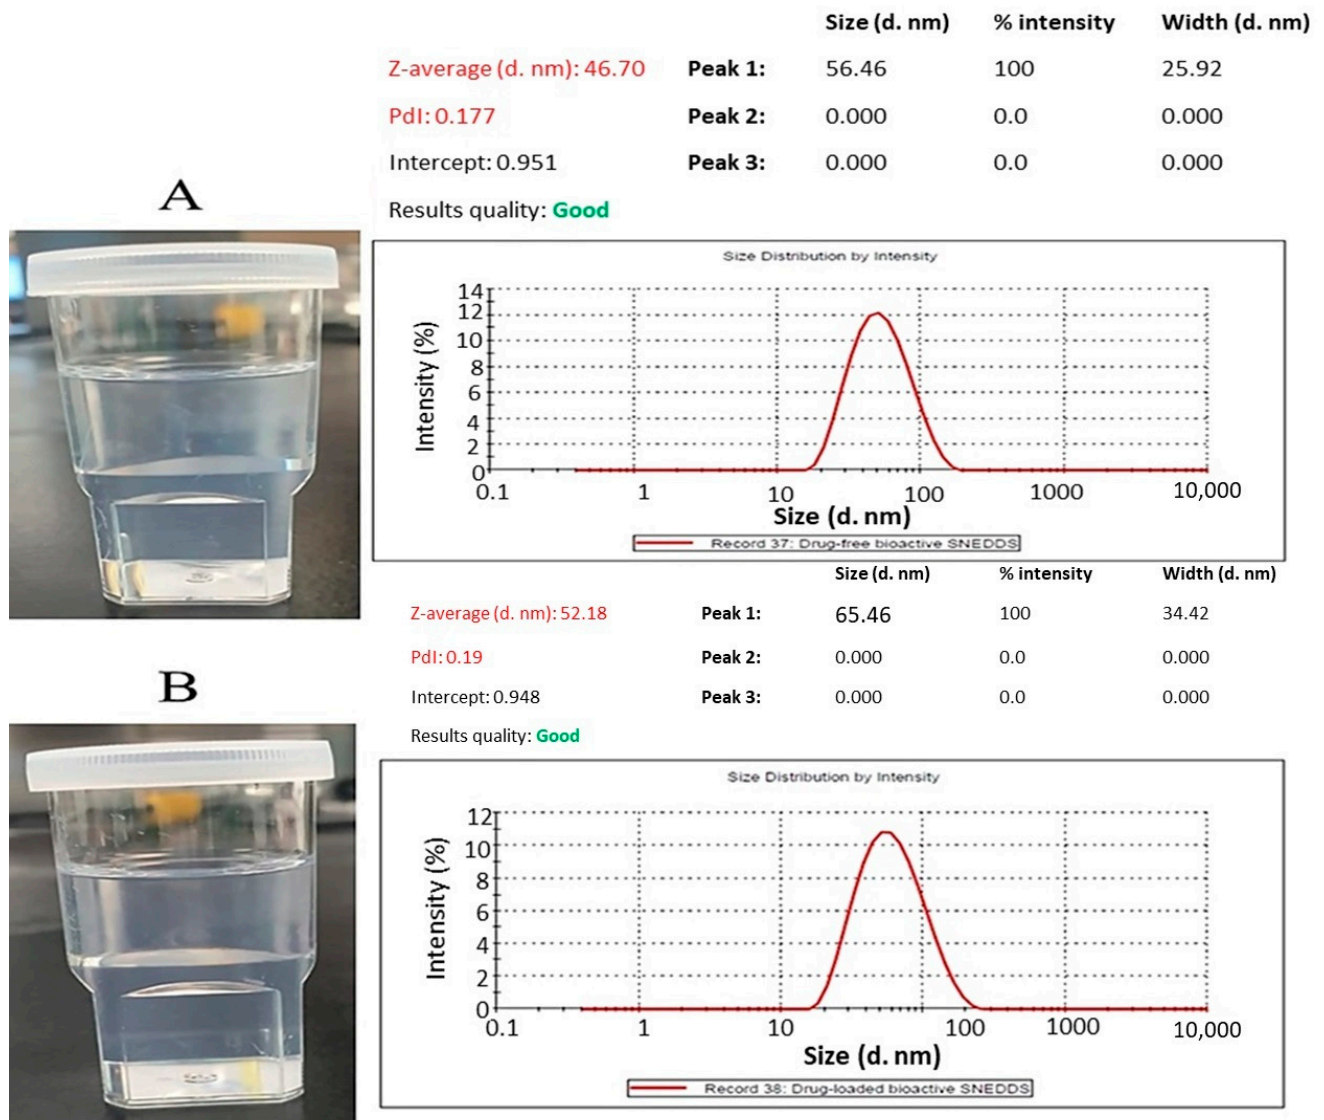 Size (d. nm) % intensity Width (d. nm)
Z-average (d. nm): 46.70 Peak 1: 56.46 100 25.92
PdI: 0.177 Peak 2: 0.000 0.0 0.000
Intercept: 0.951 Peak 3: 0.000 0.0 0.000
Results quality: Good
A
Size Distribution by Intensity
Intensity (%)
14
12
10
8
6
4
2
0
0.1 1 10 100 1000 10,000
Size (d. nm)
Record 37: Drug-free bioactive SNEDDS
Size (d. nm) % intensity Width (d. nm)
Z-average (d. nm): 52.18 Peak 1: 65.46 100 34.42
PdI: 0.19 Peak 2: 0.000 0.0 0.000
Intercept: 0.948 Peak 3: 0.000 0.0 0.000
Results quality: Good
B
Size Distribution by Intensity
Intensity (%)
12
10
8
6
4
2
0
0.1 1 10 100 1000 10,000
Size (d. nm)
Record 38: Drug-loaded bioactive SNEDDS